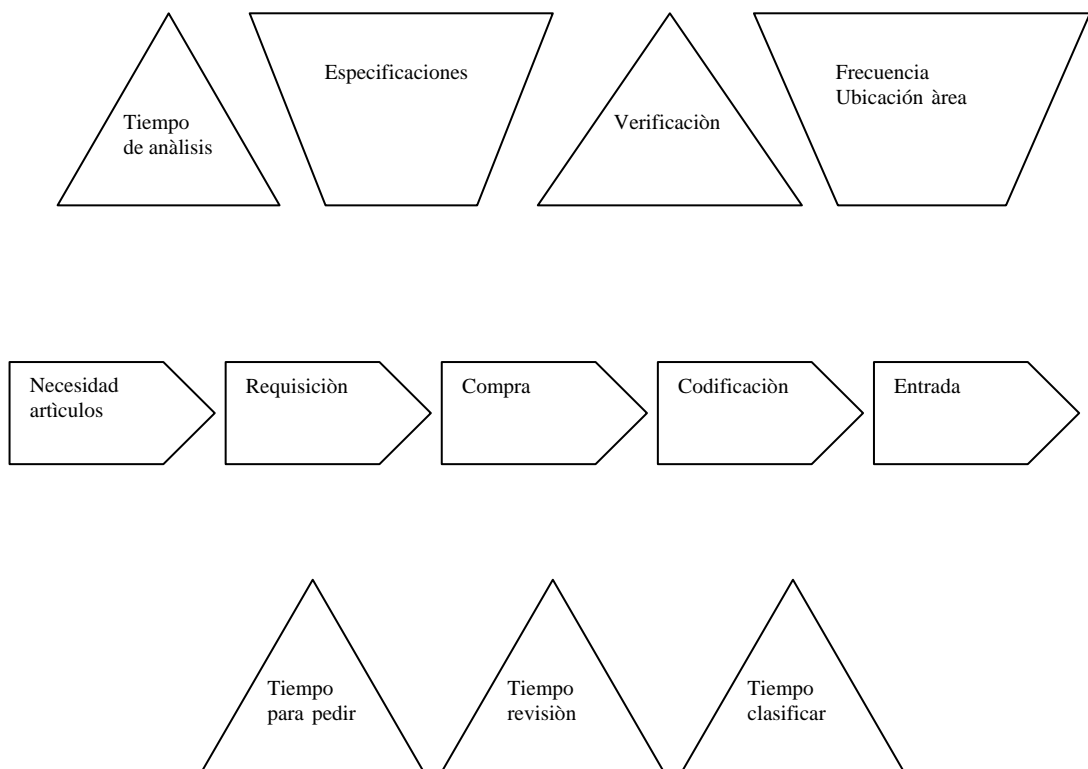 Tiempo
de anàlisis
Especificaciones
Verificaciòn
Frecuencia
Ubicación àrea
Necesidad
artìculos
Requisiciòn
Compra
Codificaciòn
Entrada
Tiempo
para pedir
Tiempo
revisiòn
Tiempo
clasificar